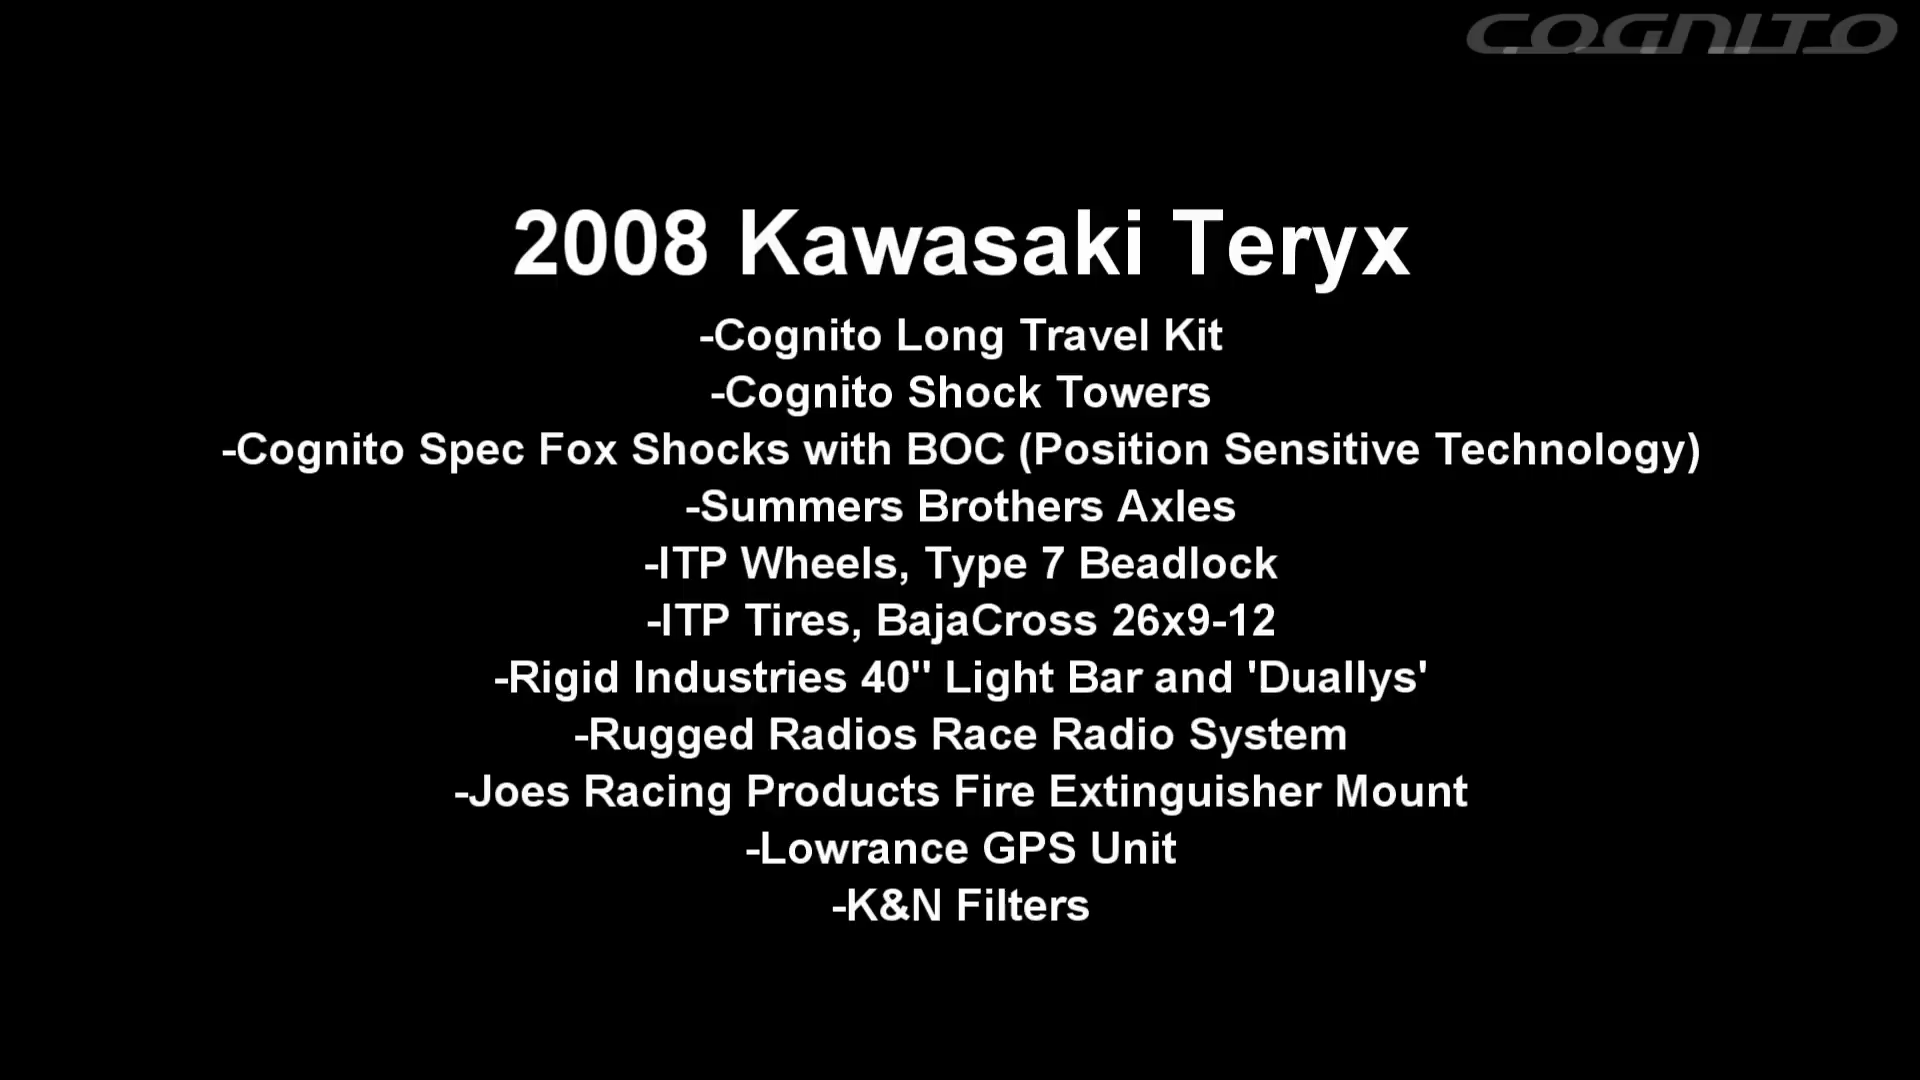 COGNITO
2008 Kawasaki Teryx
-Cognito Long Travel Kit
-Cognito Shock Towers
-Cognito Spec Fox Shocks with BOC (Position Sensitive Technology)
-Summers Brothers Axles
-ITP Wheels, Type 7 Beadlock
-ITP Tires, BajaCross 26x9-12
-Rigid Industries 40" Light Bar and 'Duallys'
-Rugged Radios Race Radio System
-Joes Racing Products Fire Extinguisher Mount
-Lowrance GPS Unit
-K&N Filters